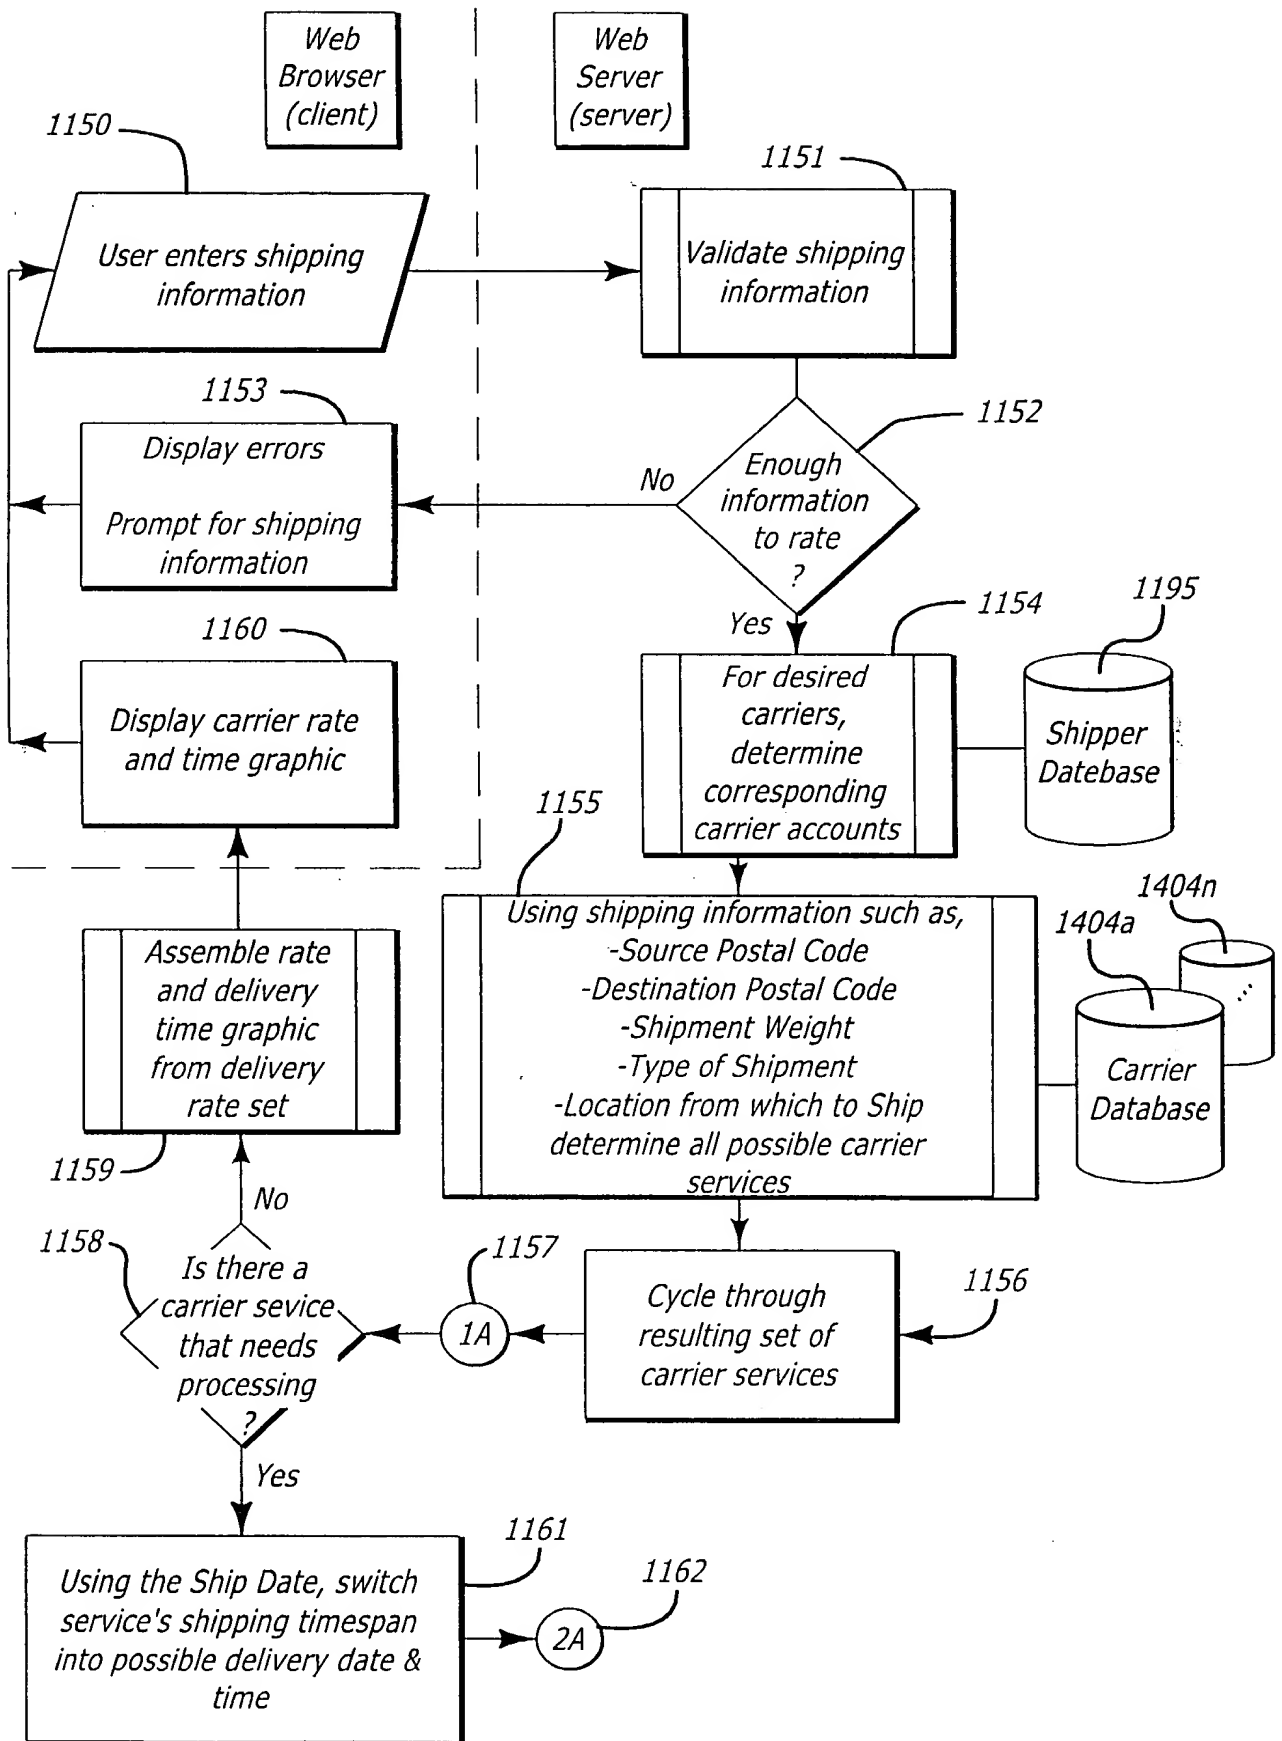 Web
Browser
(client)
Web
Server
(server)
1150
1151
User enters shipping
information
Validate shipping
information
1153
1152
Display errors
Prompt for shipping
information
No
Enough
information
to rate
?
Yes
1160
1154
1195
Display carrier rate
and time graphic
For desired
carriers,
determine
corresponding
carrier accounts
Shipper
Datebase
1155
1404n
1404a
Using shipping information such as,
-Source Postal Code
-Destination Postal Code
-Shipment Weight
-Type of Shipment
-Location from which to Ship
determine all possible carrier
services
Carrier
Database
Assemble rate
and delivery
time graphic
from delivery
rate set
1159
No
1158
1157
1156
Is there a
carrier sevice
that needs
processing
?
1A
Cycle through
resulting set of
carrier services
Yes
1161
1162
Using the Ship Date, switch
service's shipping timespan
into possible delivery date &
time
2A